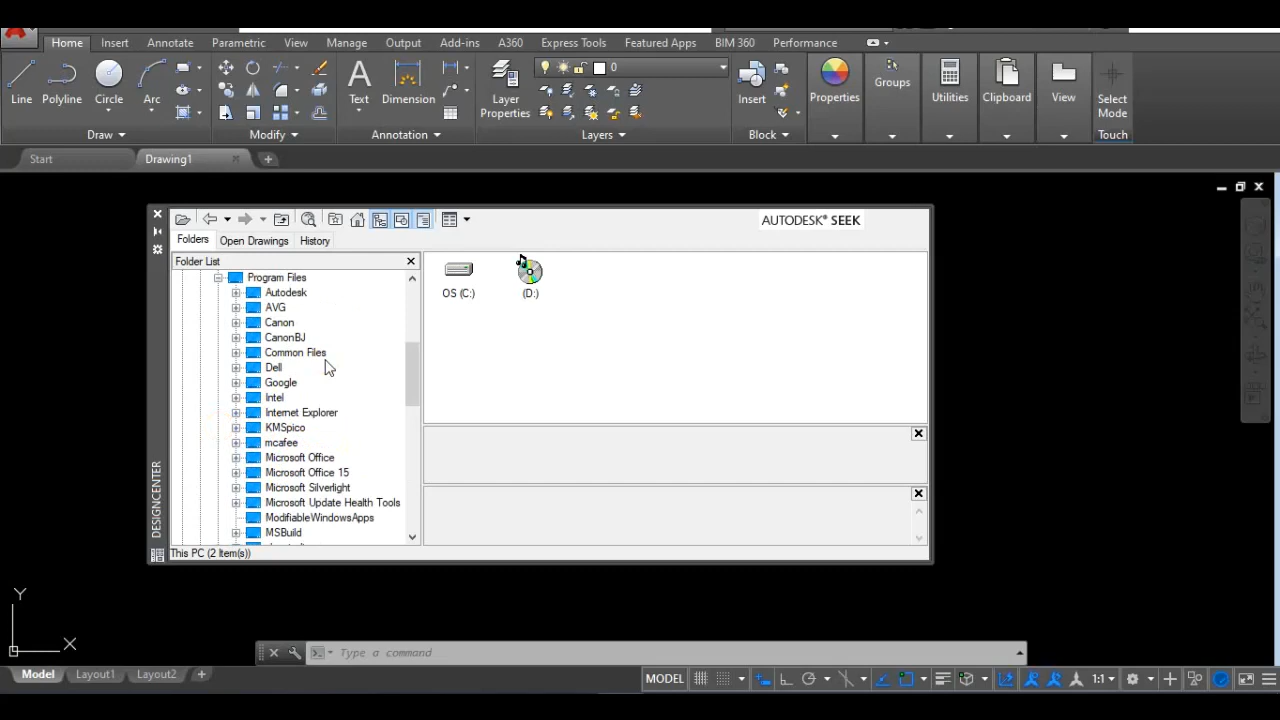 Home Insert Annotate Parametric View Manage Output Add-ins A360 Express Tools Featured Apps BIM 360 Performance
0
Line Polyline Circle Arc Text Dimension Layer Properties Insert Properties Groups Utilities Clipboard View Select Mode
Draw Modify Annotation Layers Block Touch
Start Drawing1
AUTODESK® SEEK
Folders Open Drawings History
Folder List
OS (C:) (D:)
Program Files
Autodesk
AVG
Canon
CanonBJ
Common Files
Dell
Google
Intel
Internet Explorer
KMSpico
mcafee
Microsoft Office
Microsoft Office 15
Microsoft Silverlight
Microsoft Update Health Tools
ModifiableWindowsApps
MSBuild
DESIGNCENTER
This PC (2 Item(s))
Y
X
Type a command
Model Layout1 Layout2 MODEL 1:1